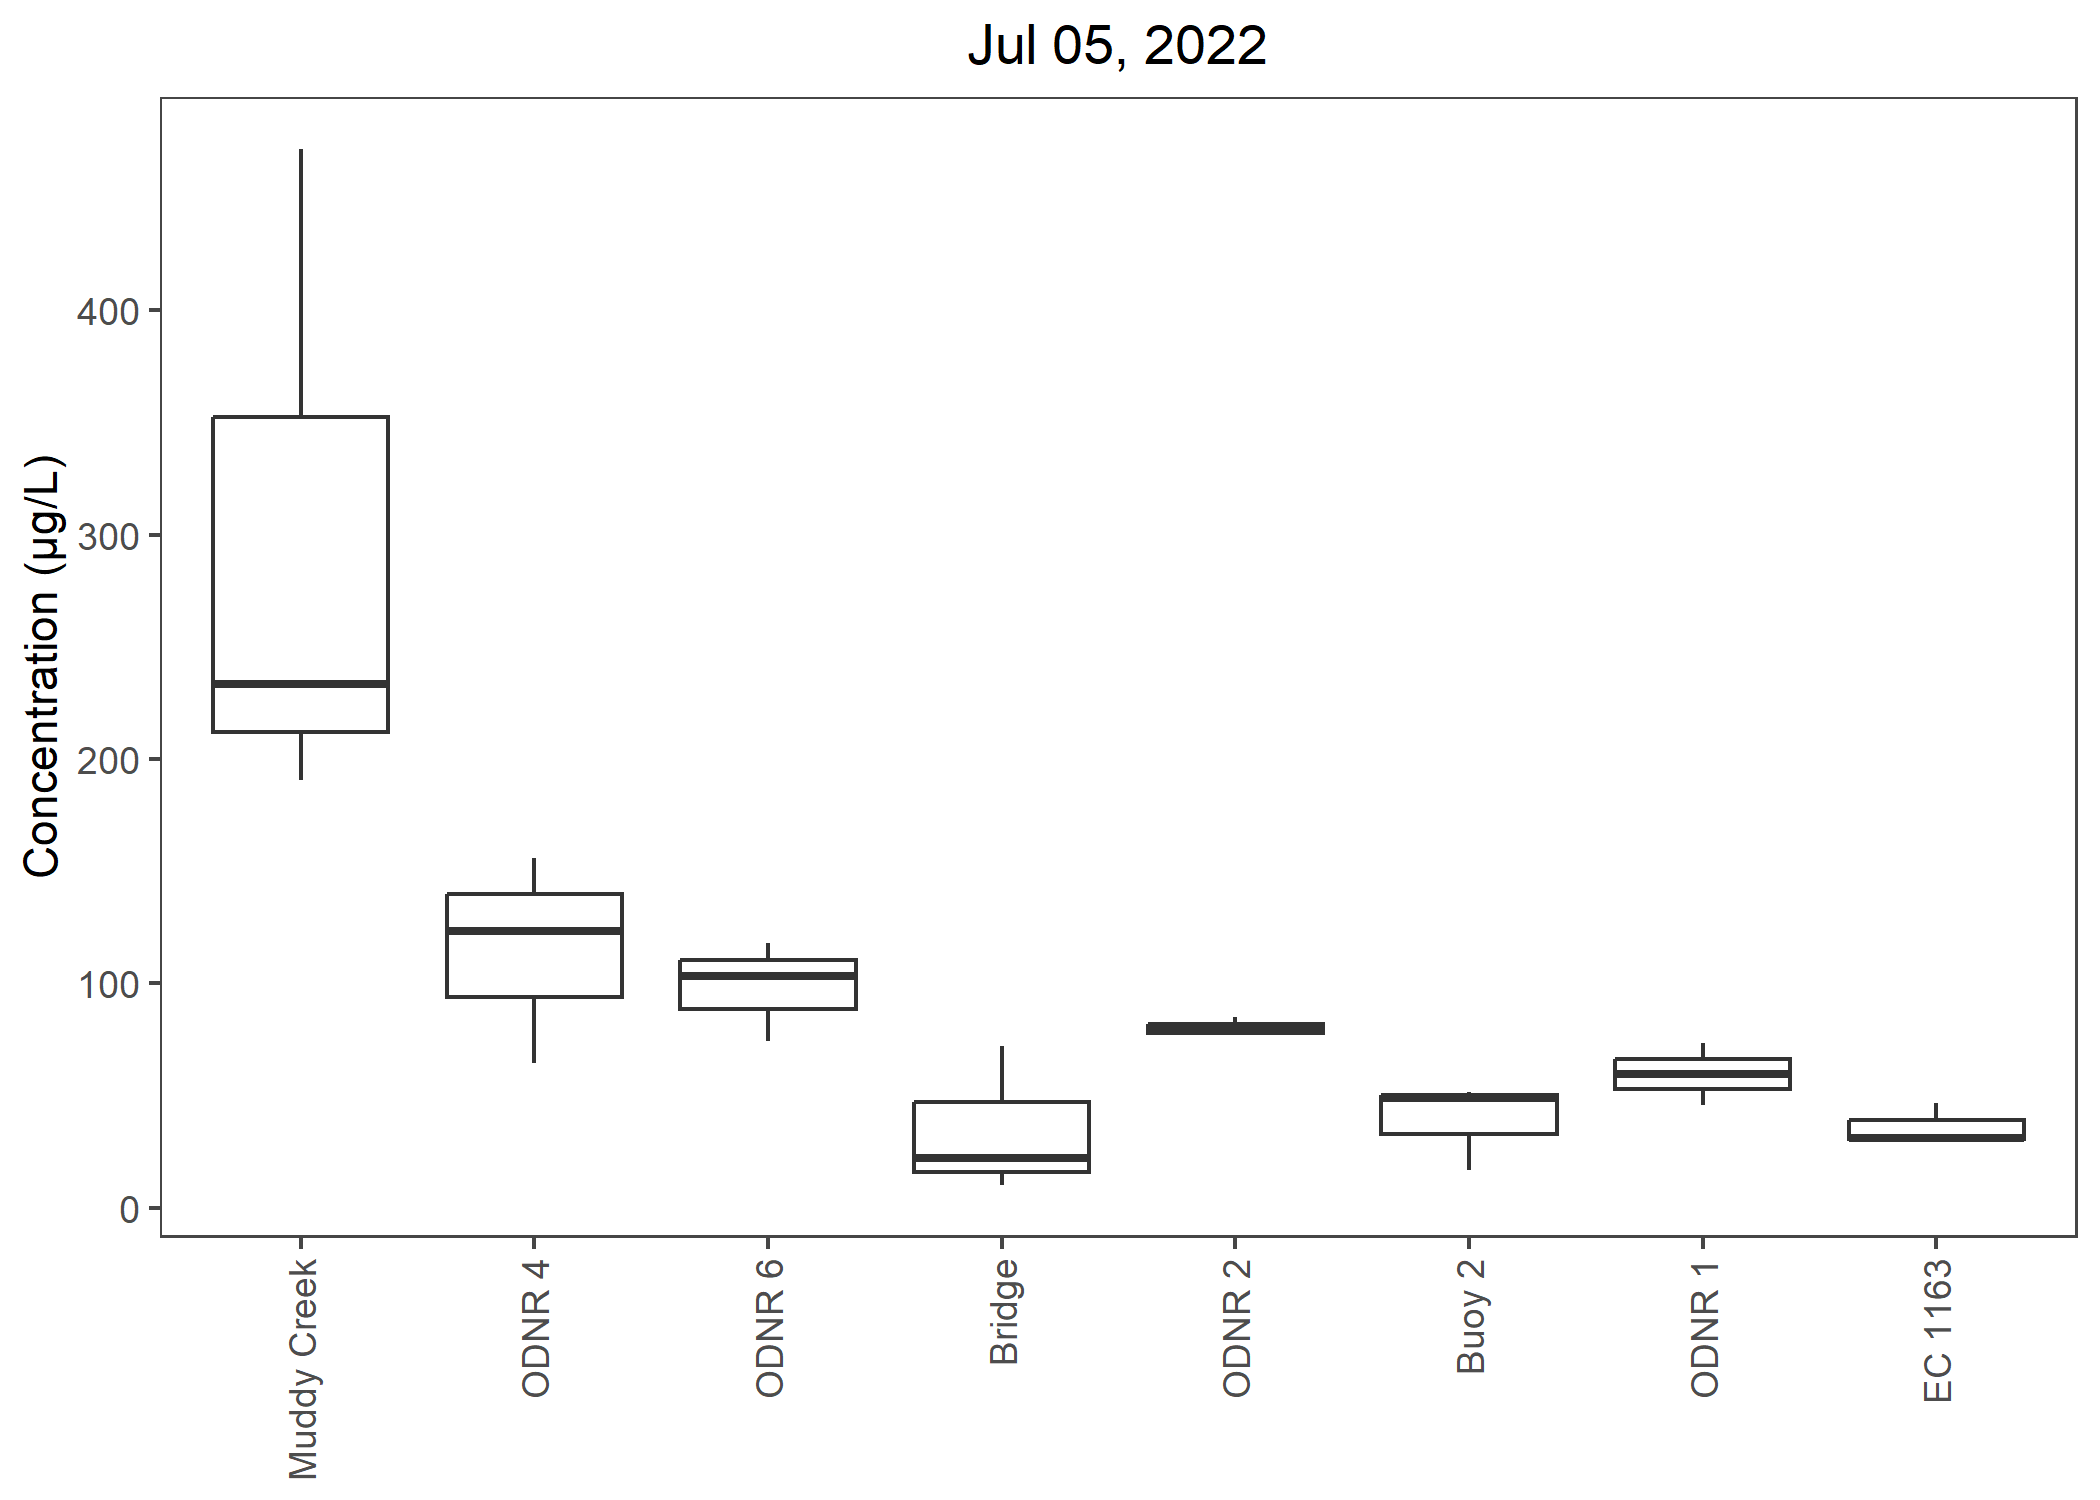 Jul 05, 2022
Concentration (µg/L)
400
300
200
100
0
Muddy Creek
ODNR 4
ODNR 6
Bridge
ODNR 2
Buoy 2
ODNR 1
EC 1163